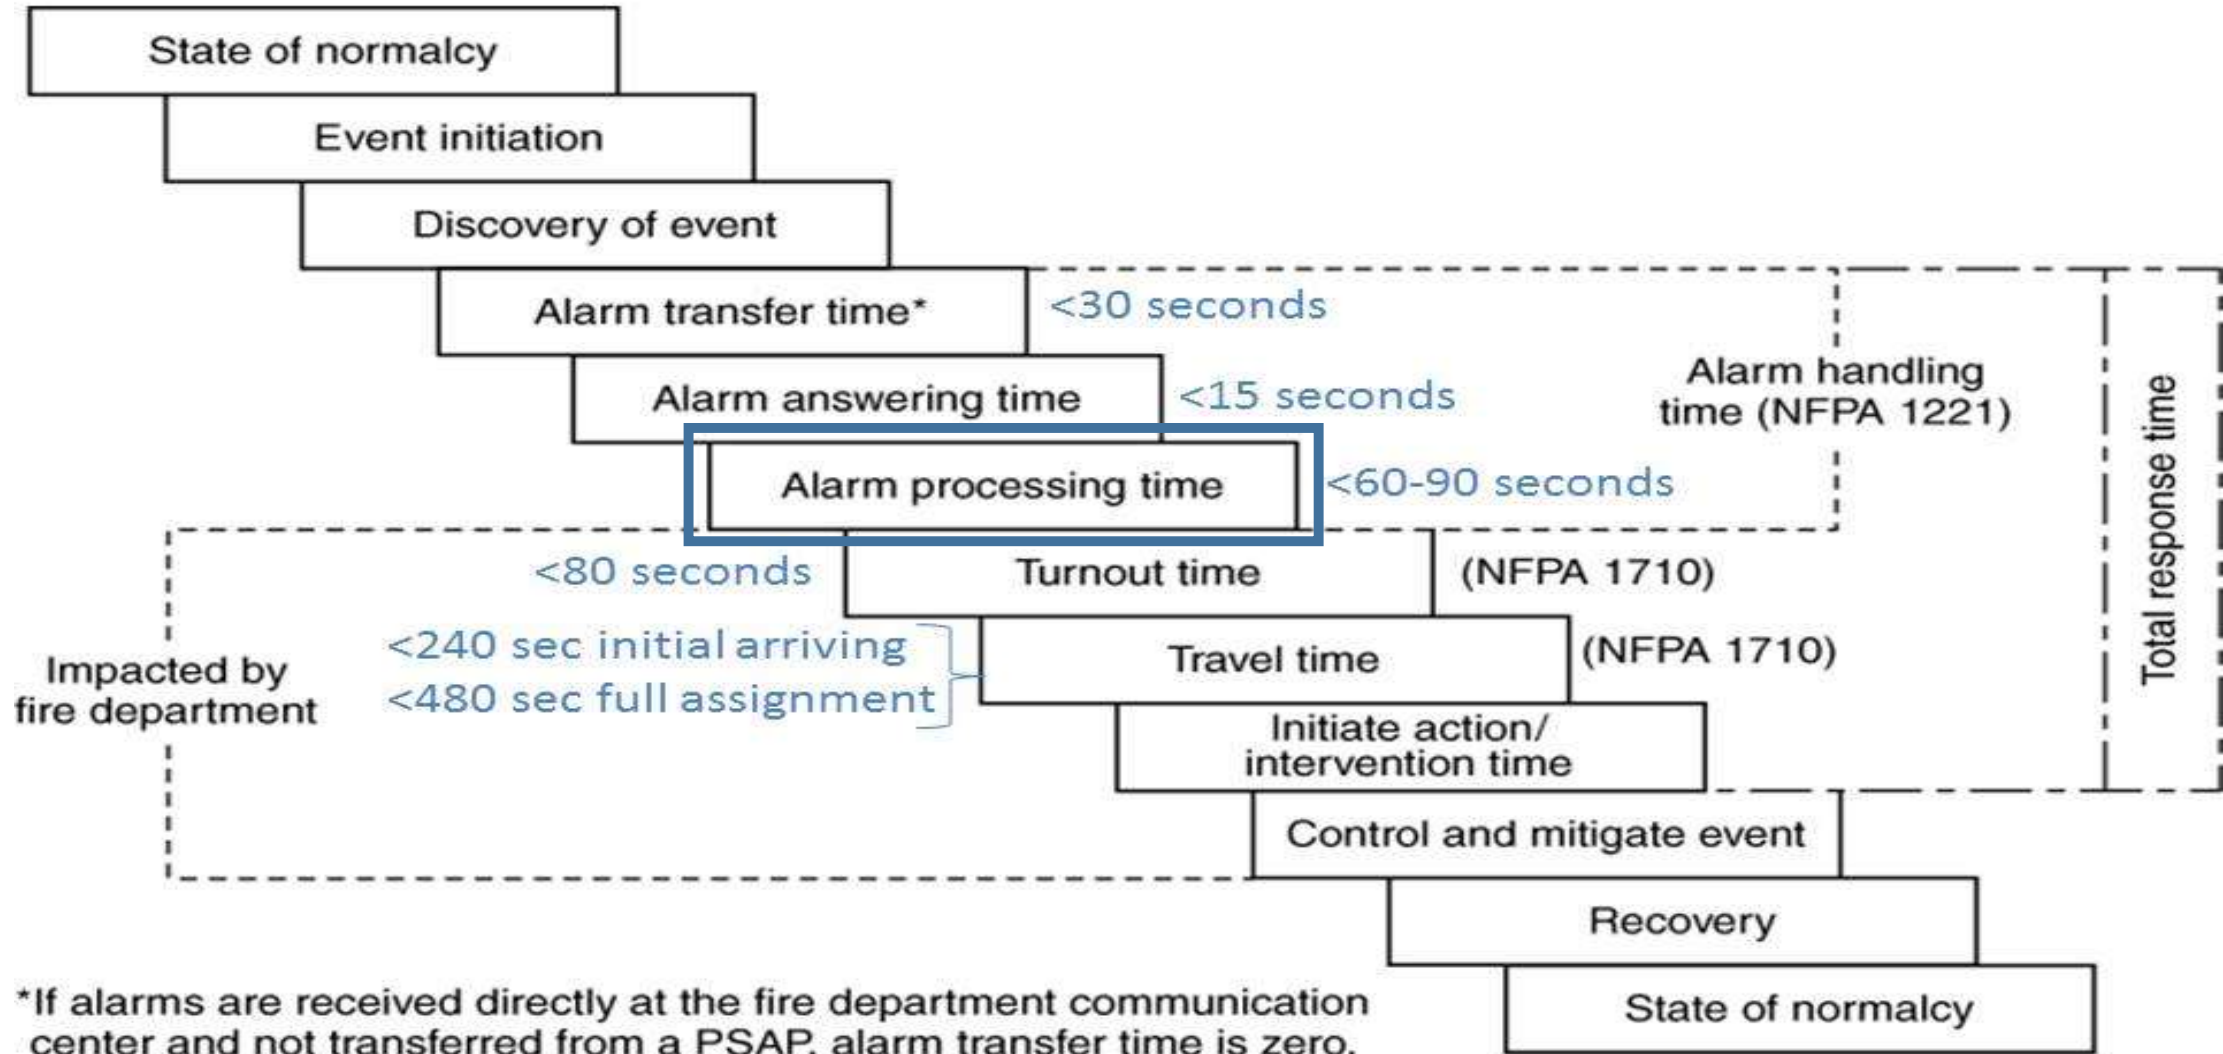 State of normalcy
Event initiation
Discovery of event
Alarm transfer time*
<30 seconds
Alarm answering time
<15 seconds
Alarm handling
time (NFPA 1221)
Alarm processing time
<60-90 seconds
Total response time
<80 seconds
Turnout time
(NFPA 1710)
Impacted by
fire department
<240 sec initial arriving
<480 sec full assignment
Travel time
(NFPA 1710)
Initiate action/
intervention time
Control and mitigate event
Recovery
State of normalcy
*If alarms are received directly at the fire department communication
center and not transferred from a PSAP, alarm transfer time is zero.